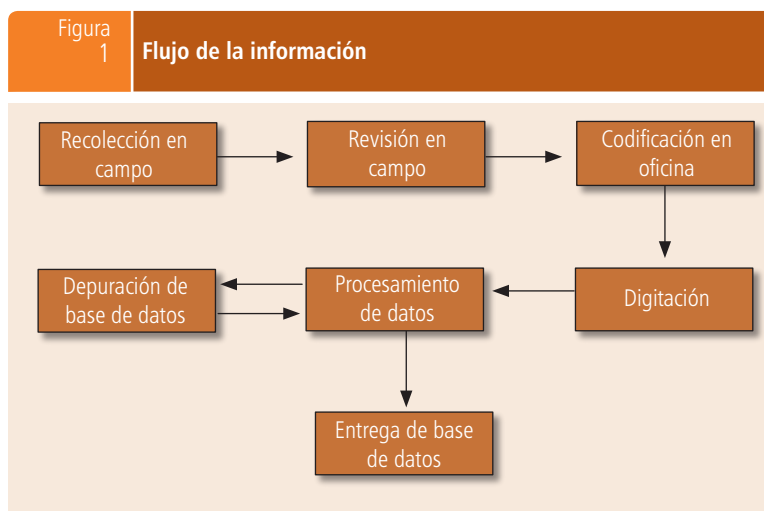 Figura
1
Flujo de la información
Recolección en
campo
Revisión en
campo
Codificación en
oficina
Depuración de
base de datos
Procesamiento
de datos
Digitación
Entrega de base
de datos